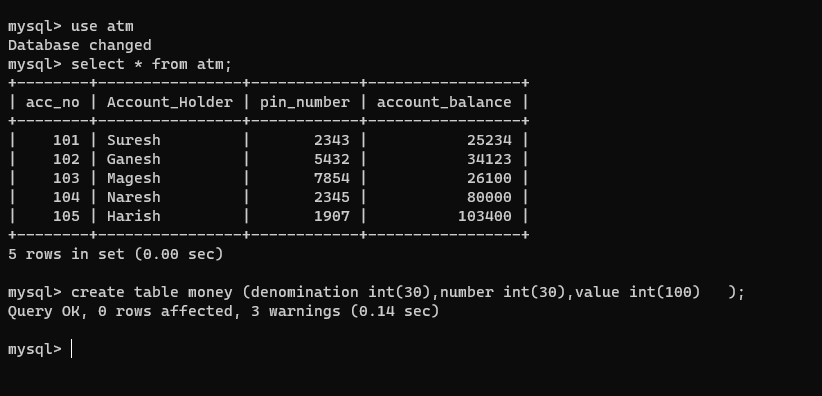 mysql> use atm
Database changed
mysql> select * from atm;
+--------+----------------+------------+-----------------+
| acc_no | Account_Holder | pin_number | account_balance |
+--------+----------------+------------+-----------------+
|    101 | Suresh         |       2343 |           25234 |
|    102 | Ganesh         |       5432 |           34123 |
|    103 | Magesh         |       7854 |           26100 |
|    104 | Naresh         |       2345 |           80000 |
|    105 | Harish         |       1907 |          103400 |
+--------+----------------+------------+-----------------+
5 rows in set (0.00 sec)
mysql> create table money (denomination int(30),number int(30),value int(100)   );
Query OK, 0 rows affected, 3 warnings (0.14 sec)
mysql>